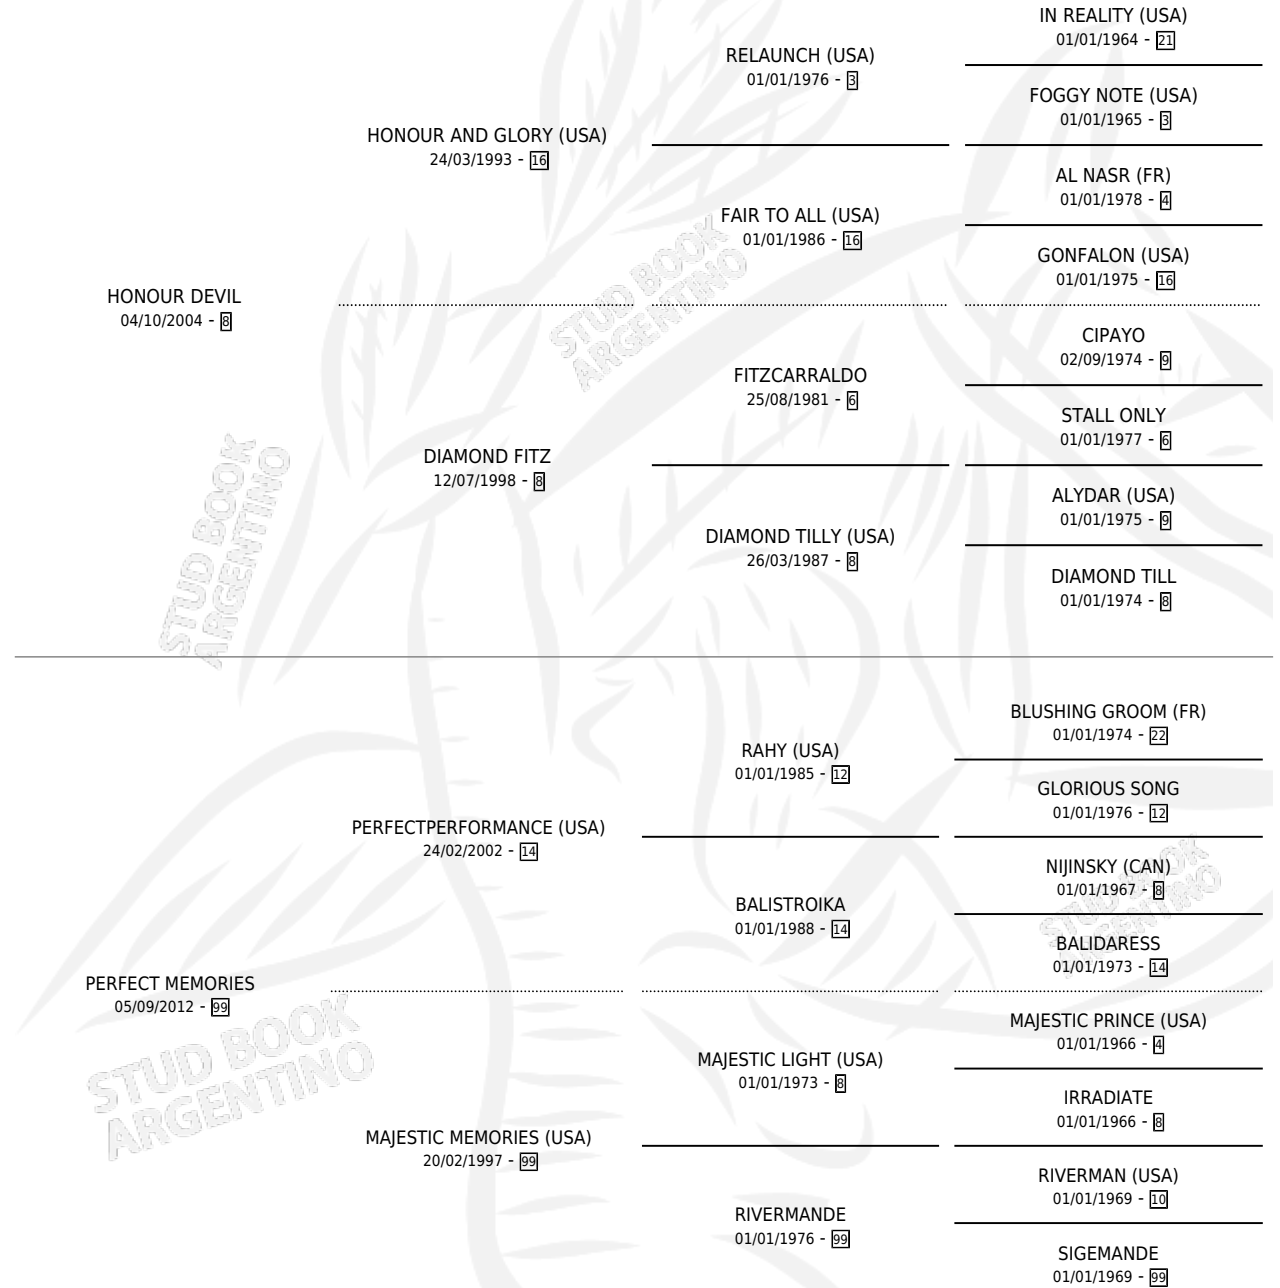 IN REALITY (USA)
01/01/1964 - 21
RELAUNCH (USA)
01/01/1976 - 3
FOGGY NOTE (USA)
01/01/1965 - 3
HONOUR AND GLORY (USA)
24/03/1993 - 16
AL NASR (FR)
01/01/1978 - 4
FAIR TO ALL (USA)
01/01/1986 - 16
GONFALON (USA)
01/01/1975 - 16
HONOUR DEVIL
04/10/2004 - 8
STUD BOOK
ARGENTINO
CIPAYO
02/09/1974 - 9
FITZCARRALDO
25/08/1981 - 6
STALL ONLY
01/01/1977 - 6
DIAMOND FITZ
12/07/1998 - 8
ALYDAR (USA)
01/01/1975 - 9
DIAMOND TILLY (USA)
26/03/1987 - 8
DIAMOND TILL
01/01/1974 - 8
STUD BOOK
ARGENTINO
BLUSHING GROOM (FR)
01/01/1974 - 22
RAHY (USA)
01/01/1985 - 12
GLORIOUS SONG
01/01/1976 - 12
PERFECTPERFORMANCE (USA)
24/02/2002 - 14
NIJINSKY (CAN)
01/01/1967 - 8
BALISTROIKA
01/01/1988 - 14
BALIDARESS
01/01/1973 - 14
STUD BOOK
ARGENTINO
PERFECT MEMORIES
05/09/2012 - 99
STUD BOOK
ARGENTINO
MAJESTIC PRINCE (USA)
01/01/1966 - 4
MAJESTIC LIGHT (USA)
01/01/1973 - 8
IRRADIATE
01/01/1966 - 8
MAJESTIC MEMORIES (USA)
20/02/1997 - 99
RIVERMAN (USA)
01/01/1969 - 10
RIVERMANDE
01/01/1976 - 99
SIGEMANDE
01/01/1969 - 99